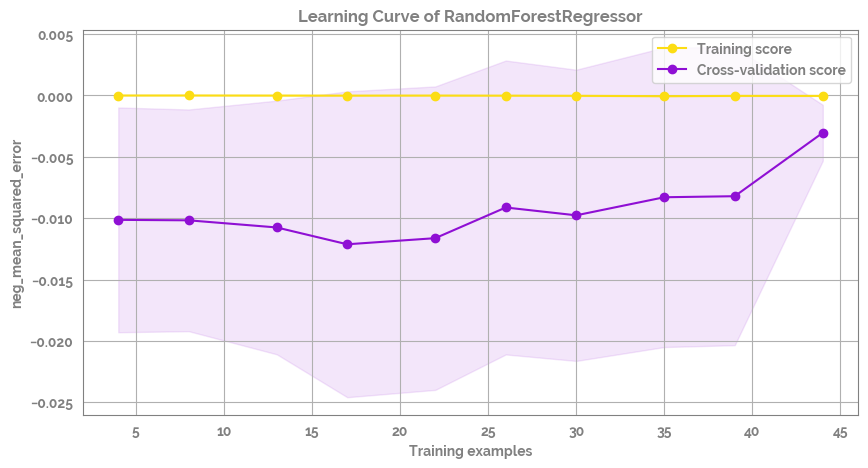 Learning Curve of RandomForestRegressor
Training score
Cross-validation score
neg_mean_squared_error
0.005
0.000
−0.005
−0.010
−0.015
−0.020
−0.025
5 10 15 20 25 30 35 40 45
Training examples